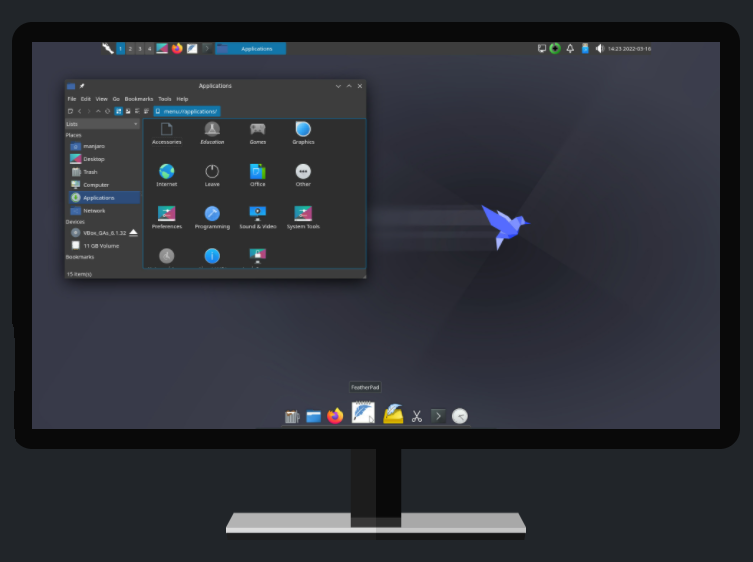 1 2 3 4
Applications
14:23 2022-03-16
Applications
File Edit View Go Bookmarks Tools Help
menu://applications/
Lists
Places
manjaro
Desktop
Trash
Computer
Applications
Network
Devices
VBox_GAs_6.1.32
11 GB Volume
Bookmarks
Accessories Education Games Graphics
Internet Leave Office Other
Preferences Programming Sound & Video System Tools
15 item(s)
FeatherPad